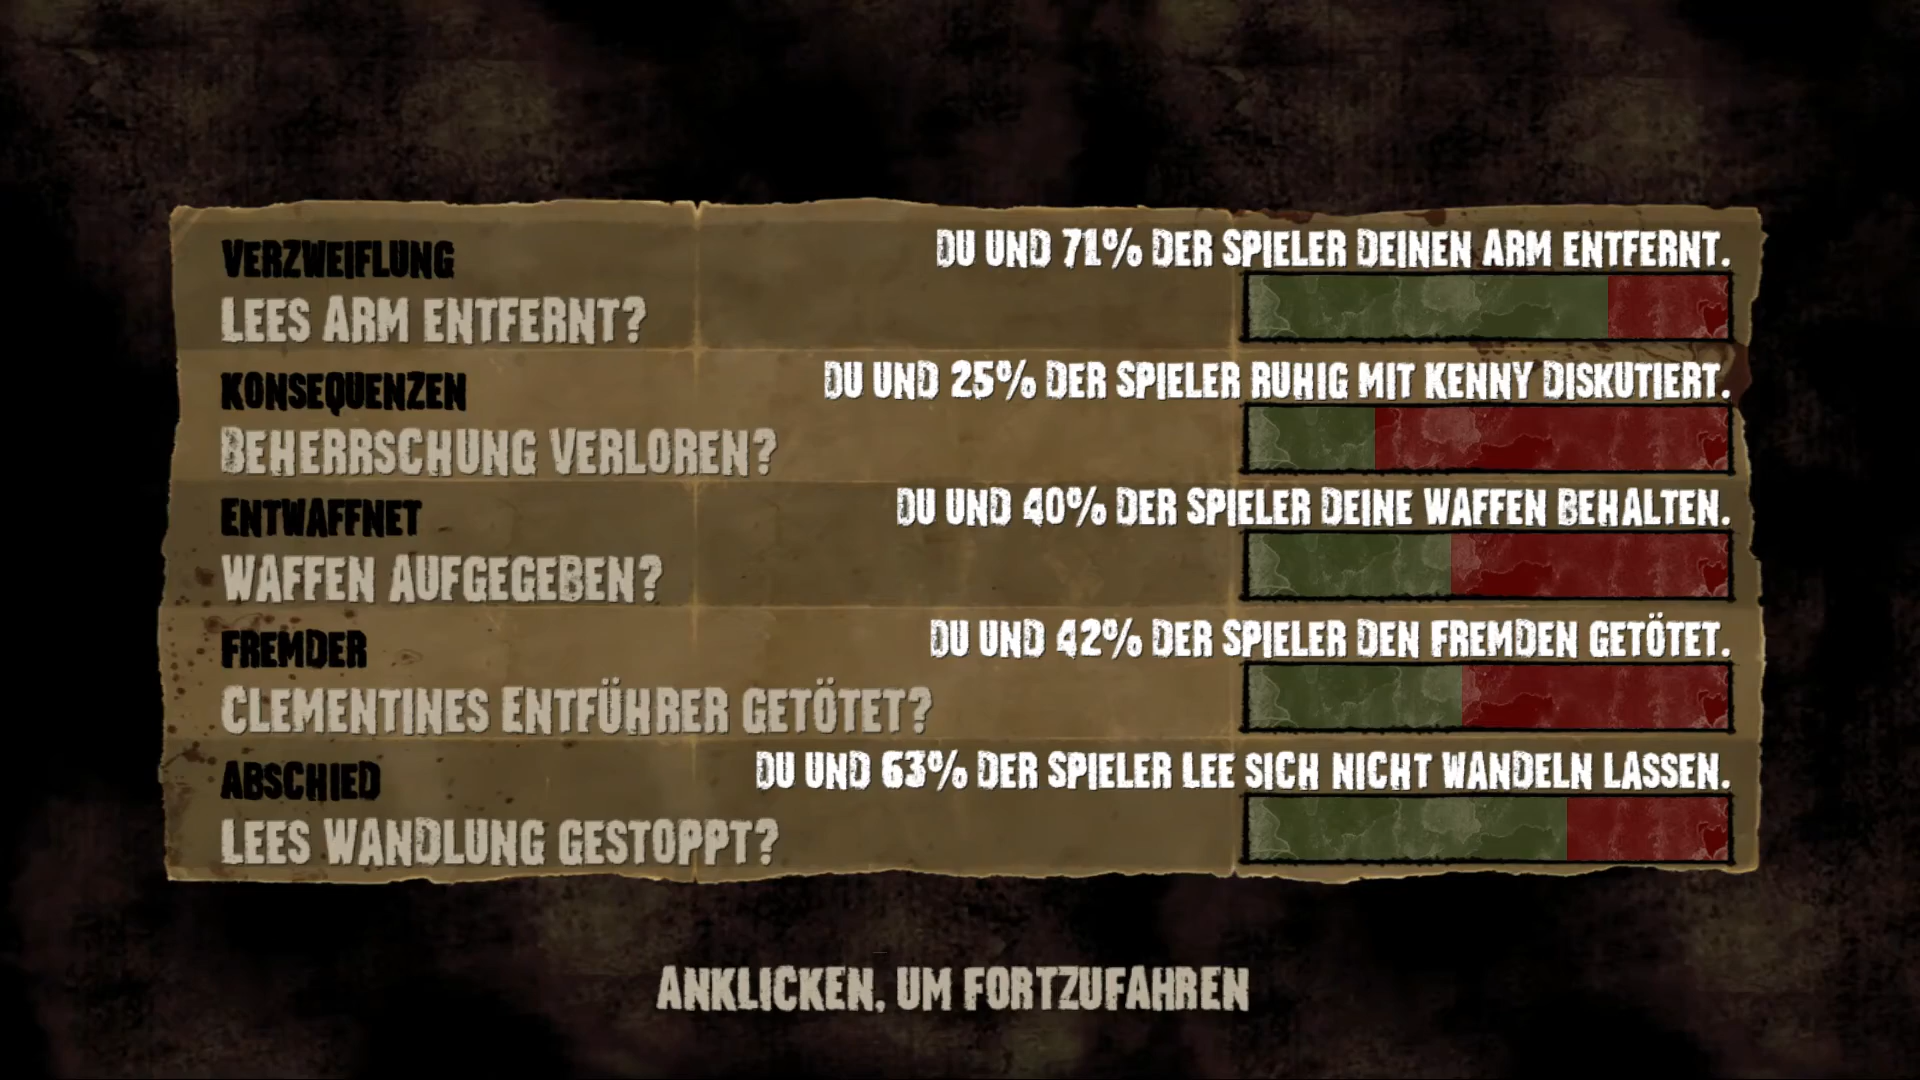 VERZWEIFLUNG
DU UND 71% DER SPIELER DEINEN ARM ENTFERNT.
LEES ARM ENTFERNT?
KONSEQUENZEN
DU UND 25% DER SPIELER RUHIG MIT KENNY DISKUTIERT.
BEHERRSCHUNG VERLOREN?
ENTWAFFNET
DU UND 40% DER SPIELER DEINE WAFFEN BEHALTEN.
WAFFEN AUFGEGEBEN?
FREMDER
DU UND 42% DER SPIELER DEN FREMDEN GETÖTET.
CLEMENTINES ENTFÜHRER GETÖTET?
ABSCHIED
DU UND 63% DER SPIELER LEE SICH NICHT WANDELN LASSEN.
LEES WANDLUNG GESTOPPT?
ANKLICKEN, UM FORTZUFAHREN